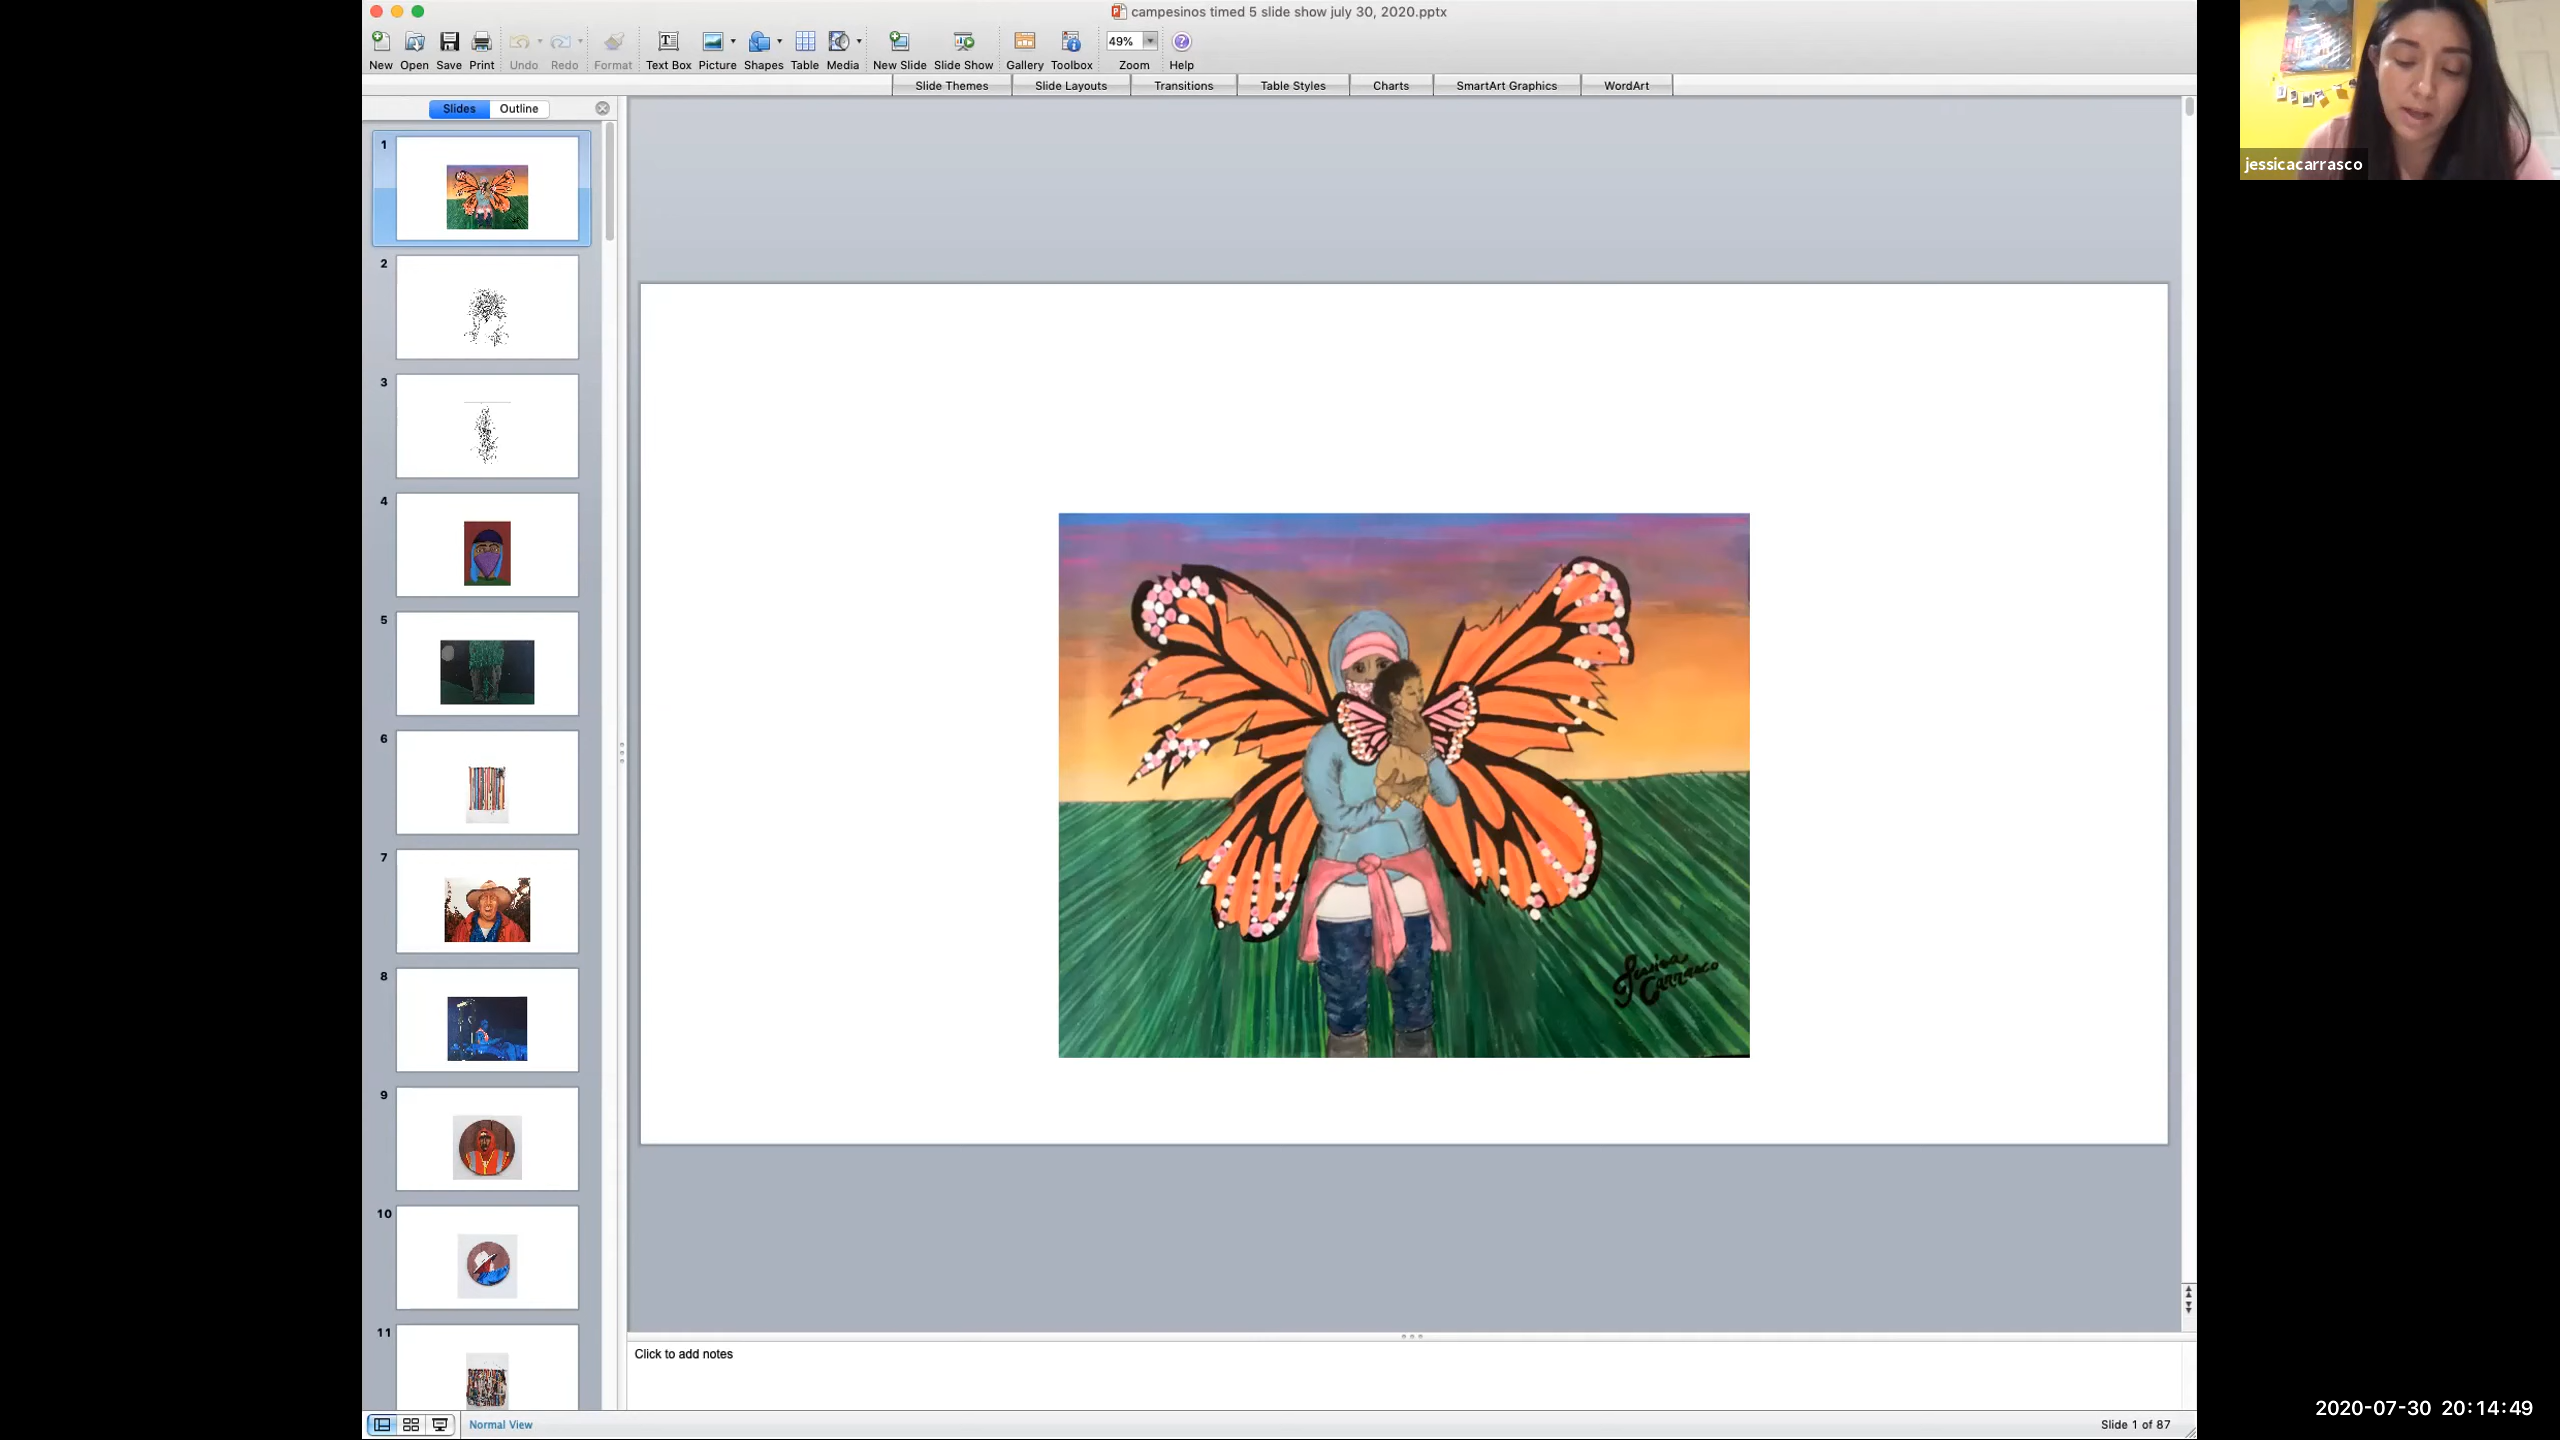 campesinos timed 5 slide show july 30, 2020.pptx
New Open Save Print Undo Redo Format Text Box Picture Shapes Table Media New Slide Slide Show Gallery Toolbox 49% Zoom Help
Slide Themes Slide Layouts Transitions Table Styles Charts SmartArt Graphics WordArt
Slides Outline
1
2
3
4
5
6
7
8
9
10
11
Jessica
Carrasco
Click to add notes
Normal View
Slide 1 of 87
jessicacarrasco
2020-07-30 20:14:49